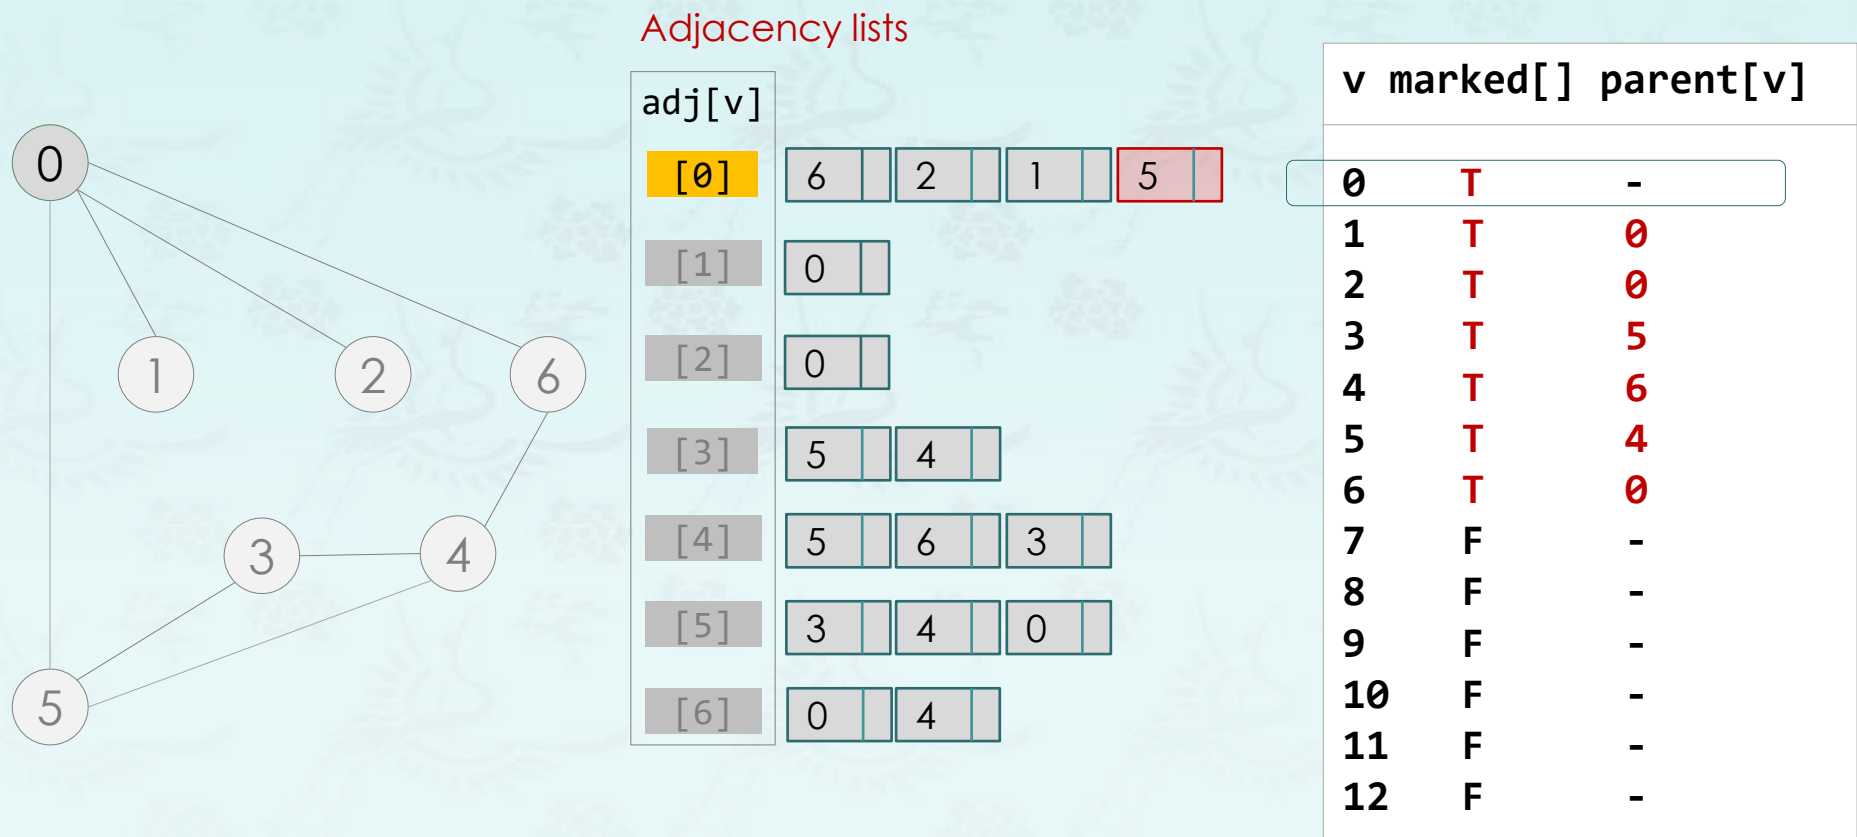 Adjacency lists
adj[v]
[0] 6 2 1 5
[1] 0
[2] 0
[3] 5 4
[4] 5 6 3
[5] 3 4 0
[6] 0 4
0
1 2 6
3 4
5
v marked[] parent[v]
0 T -
1 T 0
2 T 0
3 T 5
4 T 6
5 T 4
6 T 0
7 F -
8 F -
9 F -
10 F -
11 F -
12 F -